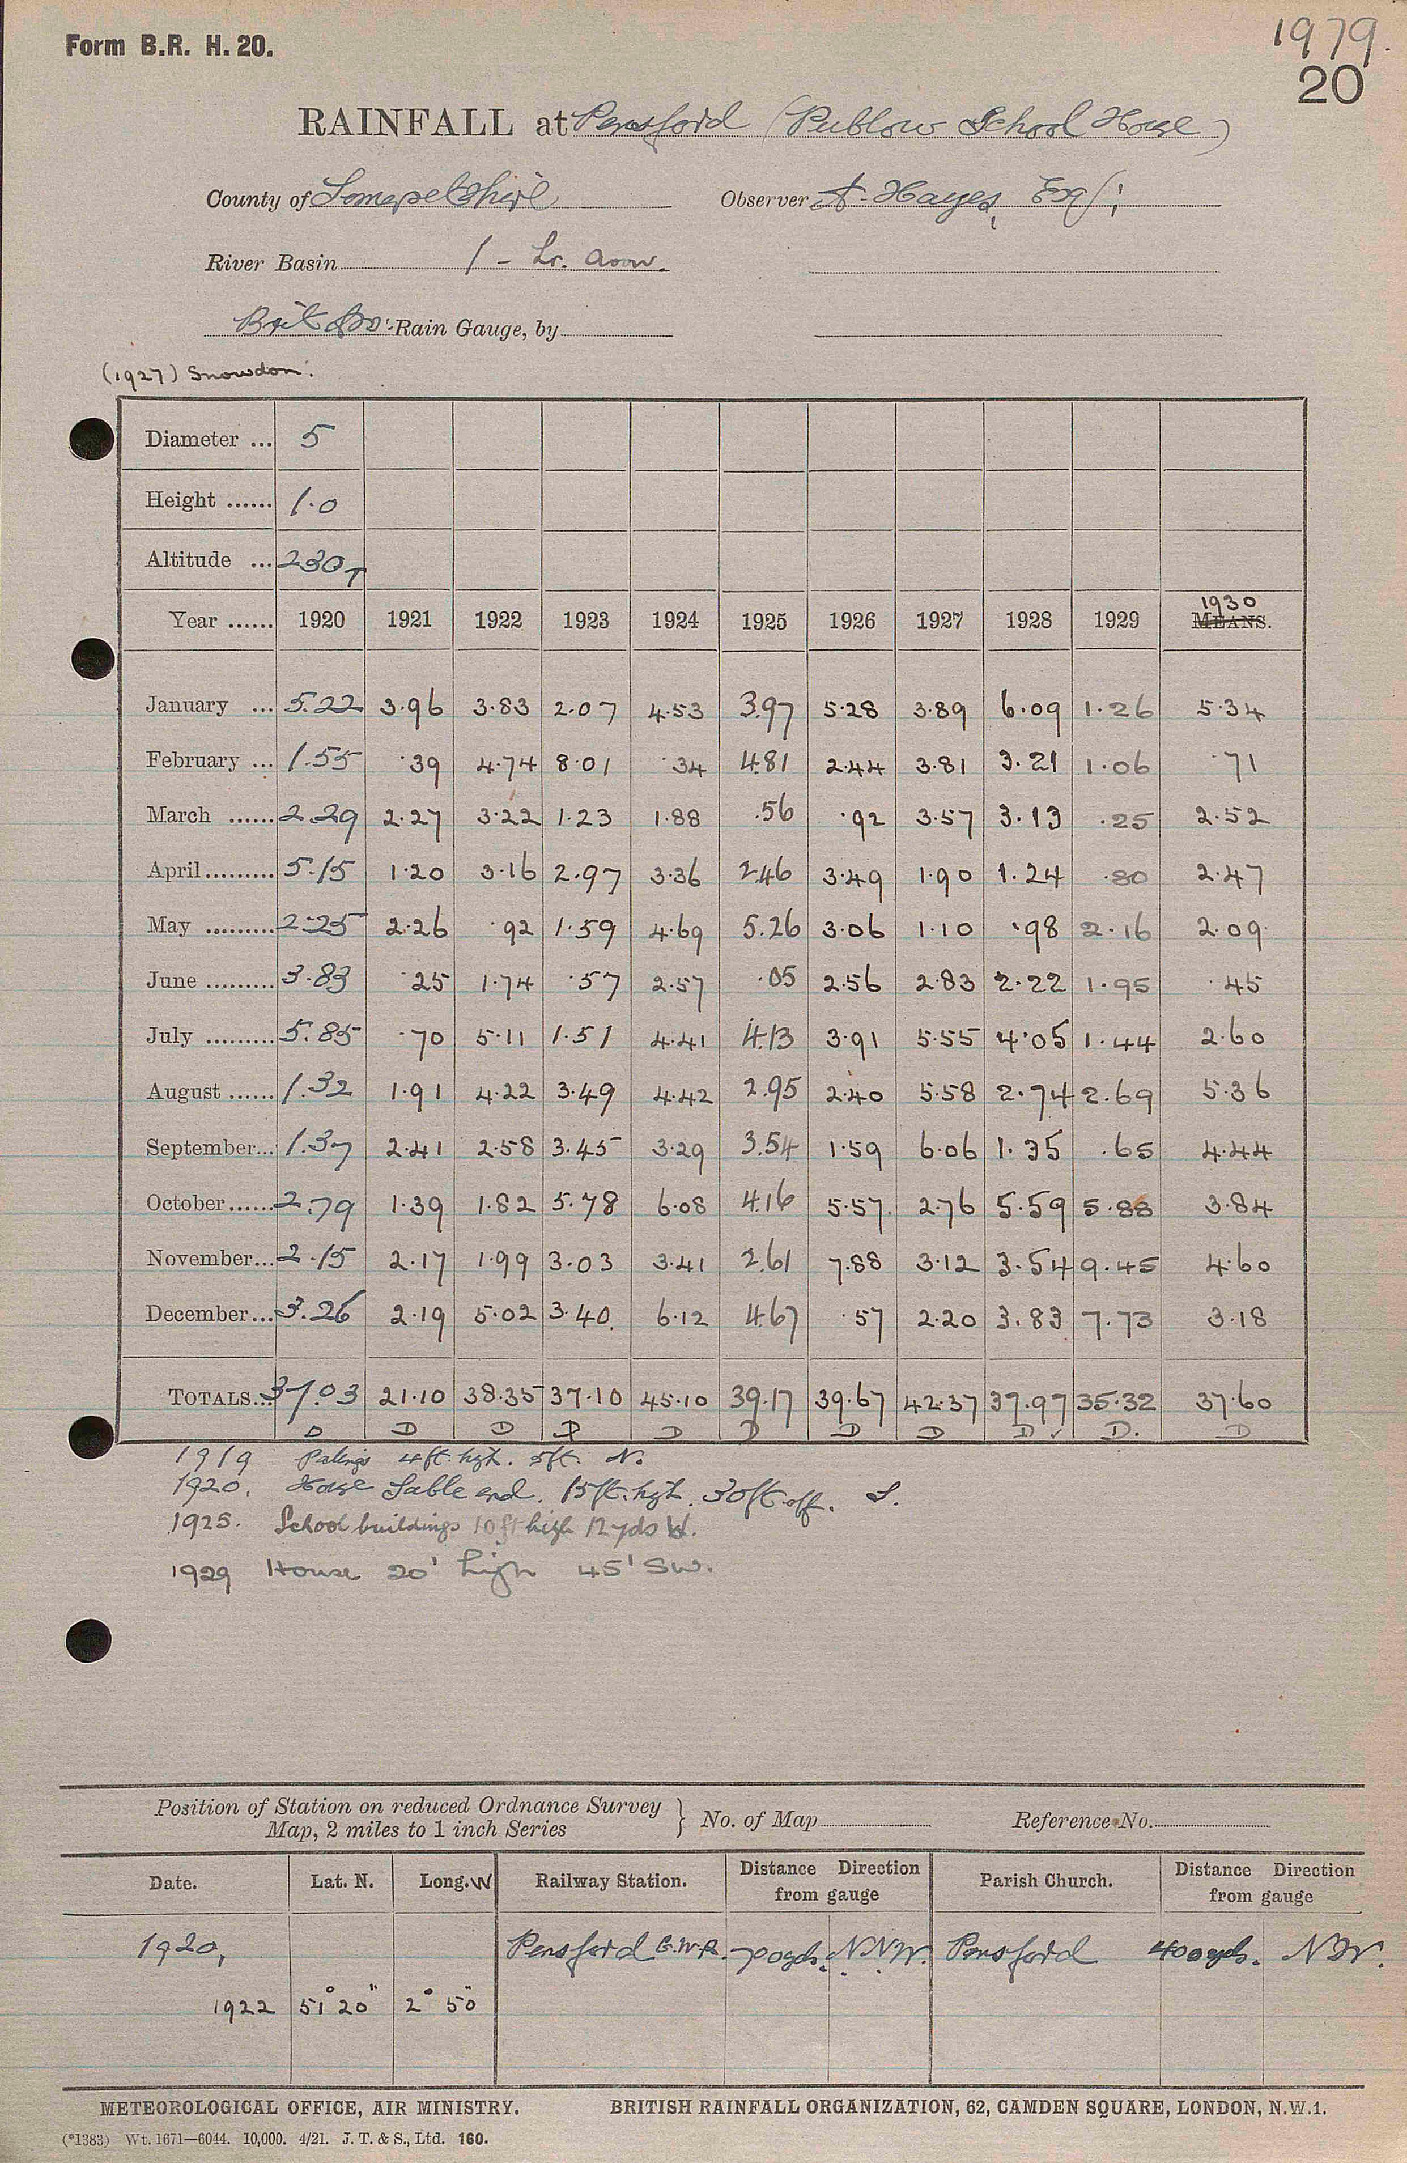 Form B.R. H. 20.
1979.
20
RAINFALL at Pensford (Publow School House)
County of Somersetshire Observer A. Hayes, Esq;
River Basin 1 - Lr. Avon.
Rain Gauge, by
(1927) Snowdon.
Diameter ... 5
Height ...... 1.0
Altitude ... 230 T
Year ...... 1920 1921 1922 1923 1924 1925 1926 1927 1928 1929 1930 MEANS.
January ... 5.22 3.96 3.83 2.07 4.53 3.97 5.28 3.89 6.09 1.26 5.34
February ... 1.55 .39 4.74 8.01 .34 4.81 2.44 3.81 3.21 1.06 .71
March ...... 2.29 2.27 3.22 1.23 1.88 .56 .92 3.57 3.13 .25 2.52
April ......... 5.15 1.20 3.16 2.97 3.36 2.46 3.49 1.90 1.24 .80 2.47
May ......... 2.25 2.26 .92 1.59 4.69 5.26 3.06 1.10 .98 2.16 2.09
June ......... 3.83 .25 1.74 .57 2.57 .05 2.56 2.83 2.22 1.95 .45
July ......... 5.85 .70 5.11 1.51 4.41 4.13 3.91 5.55 4.05 1.44 2.60
August ...... 1.32 1.91 4.22 3.49 4.42 2.95 2.40 5.58 2.74 2.69 5.36
September... 1.37 2.41 2.58 3.45 3.29 3.54 1.59 6.06 1.35 .65 4.44
October...... 2.79 1.39 1.82 5.78 6.08 4.16 5.57 2.76 5.59 5.88 3.84
November... 2.15 2.17 1.99 3.03 3.41 2.61 7.88 3.12 3.54 9.45 4.60
December... 3.26 2.19 5.02 3.40 6.12 4.67 .57 2.20 3.83 7.73 3.18
TOTALS... 37.03 21.10 38.35 37.10 45.10 39.17 39.67 42.37 37.97 35.32 37.60
D D D D D D D D D D. D
1919 Palings 4ft. hgh. 5ft. N.
1920. House Gable end. 15ft. hgh. 30ft off. S.
1925. School buildings 10 ft high 12 yds W.
1929 House 20' high 45' SW.
Position of Station on reduced Ordnance Survey
Map, 2 miles to 1 inch Series } No. of Map Reference No.
Date. Lat. N. Long. W Railway Station. Distance Direction from gauge Parish Church. Distance Direction from gauge
1920, Pensford G.W.R. 70 yds. N N W. Pensford 400 yds. N W.
1922 51° 20" 2° 50"
METEOROLOGICAL OFFICE, AIR MINISTRY. BRITISH RAINFALL ORGANIZATION, 62, CAMDEN SQUARE, LONDON, N.W.1.
(*1383) Wt. 1671—6044. 10,000. 4/21. J. T. & S., Ltd. 160.